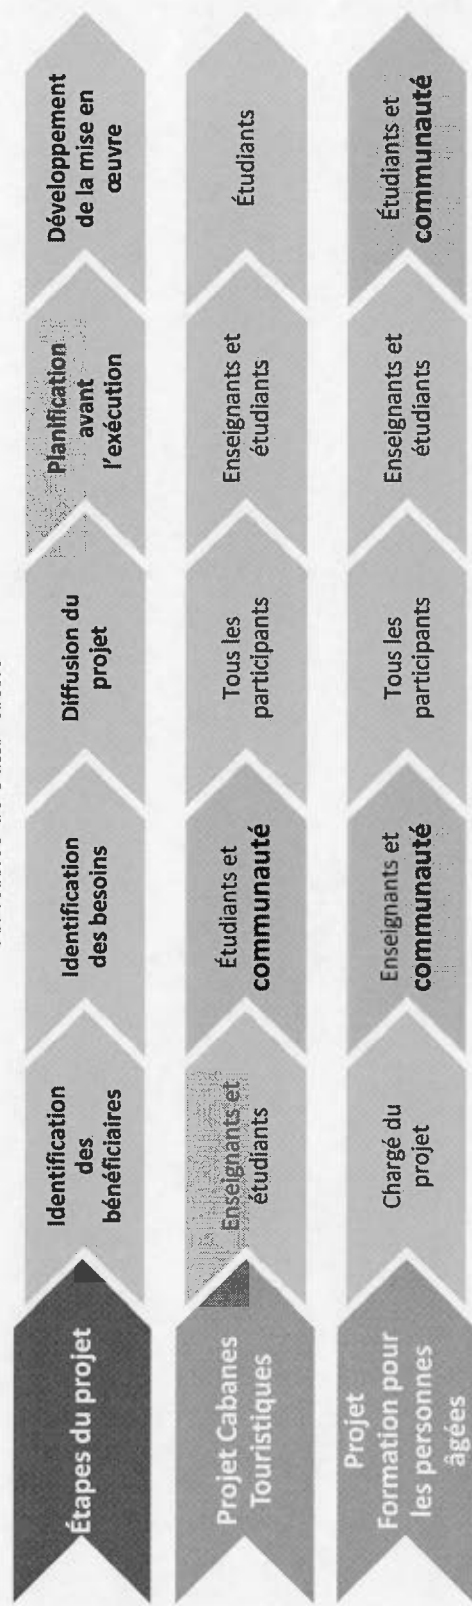 Étapes du projet
Identification
des
bénéficiaires
Identification
des besoins
Diffusion du
projet
Planification
avant
l'exécution
Développement
de la mise en
œuvre
Projet Cabanes
Touristiques
Enseignants et
étudiants
Étudiants et
communauté
Tous les
participants
Enseignants et
étudiants
Étudiants
Projet
Formation pour
les personnes
âgées
Chargé du
projet
Enseignants et
communauté
Tous les
participants
Enseignants et
étudiants
Étudiants et
communauté